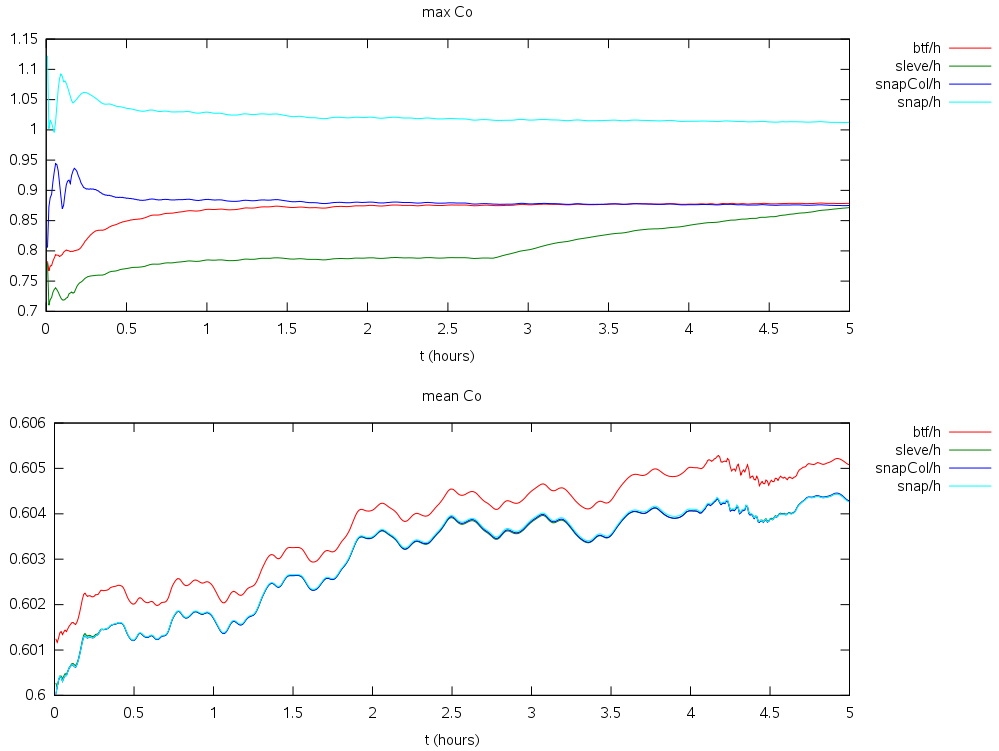 max Co
1.15
1.1
1.05
1
0.95
0.9
0.85
0.8
0.75
0.7
0 0.5 1 1.5 2 2.5 3 3.5 4 4.5 5
t (hours)
btf/h
sleve/h
snapCol/h
snap/h
mean Co
0.606
0.605
0.604
0.603
0.602
0.601
0.6
0 0.5 1 1.5 2 2.5 3 3.5 4 4.5 5
t (hours)
btf/h
sleve/h
snapCol/h
snap/h